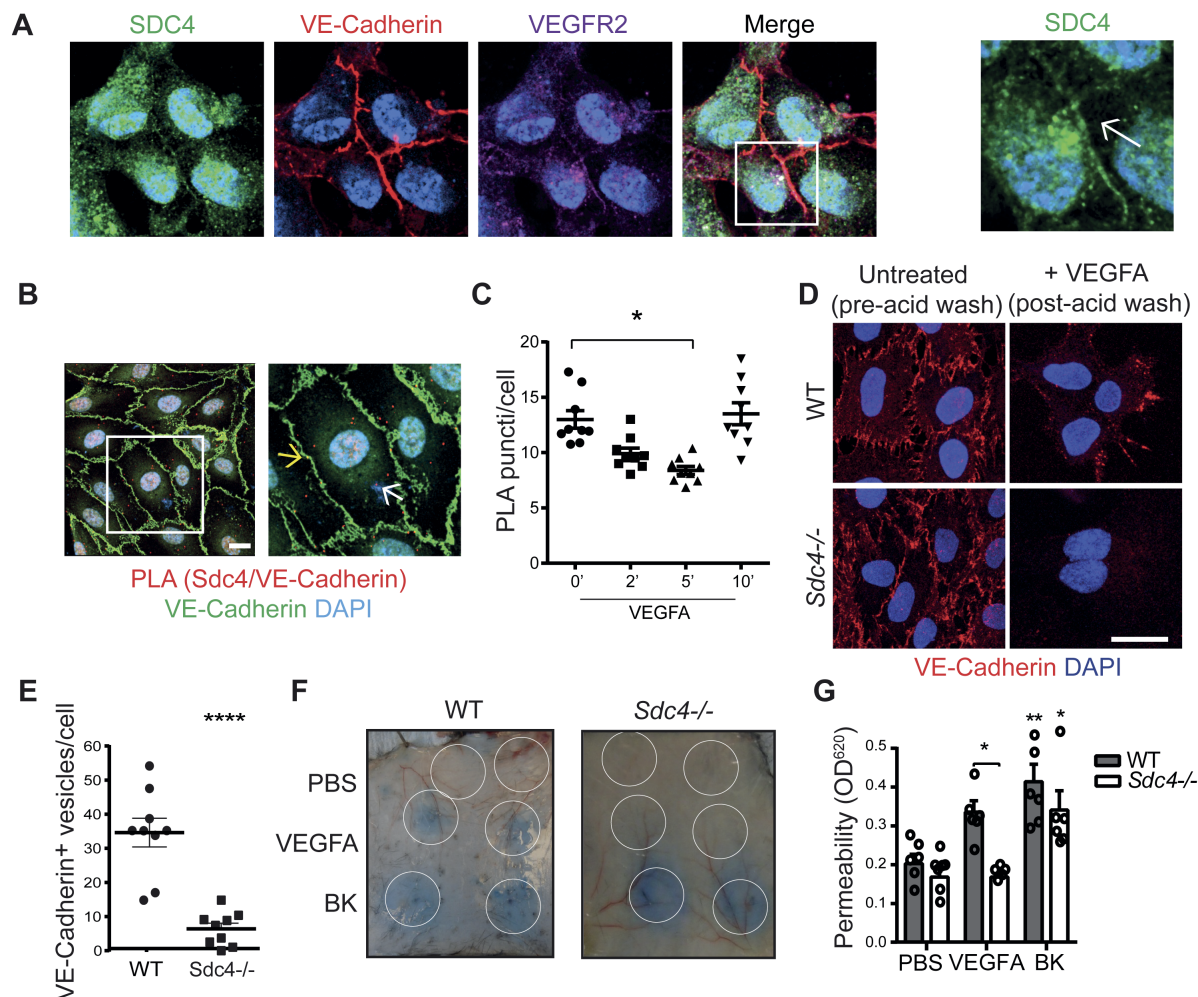 A
SDC4
VE-Cadherin
VEGFR2
Merge
SDC4
B
PLA (Sdc4/VE-Cadherin)
VE-Cadherin DAPI
C
*
PLA puncti/cell
20
15
10
5
0
0'
2'
5'
10'
VEGFA
D
Untreated
(pre-acid wash)
+ VEGFA
(post-acid wash)
WT
Sdc4-/-
VE-Cadherin DAPI
E
****
VE-Cadherin+ vesicles/cell
60
50
40
30
20
10
0
WT
Sdc4-/-
F
WT
Sdc4-/-
PBS
VEGFA
BK
G
Permeability (OD620)
0.5
0.4
0.3
0.2
0.1
0.0
*
**
*
WT
Sdc4-/-
PBS
VEGFA
BK